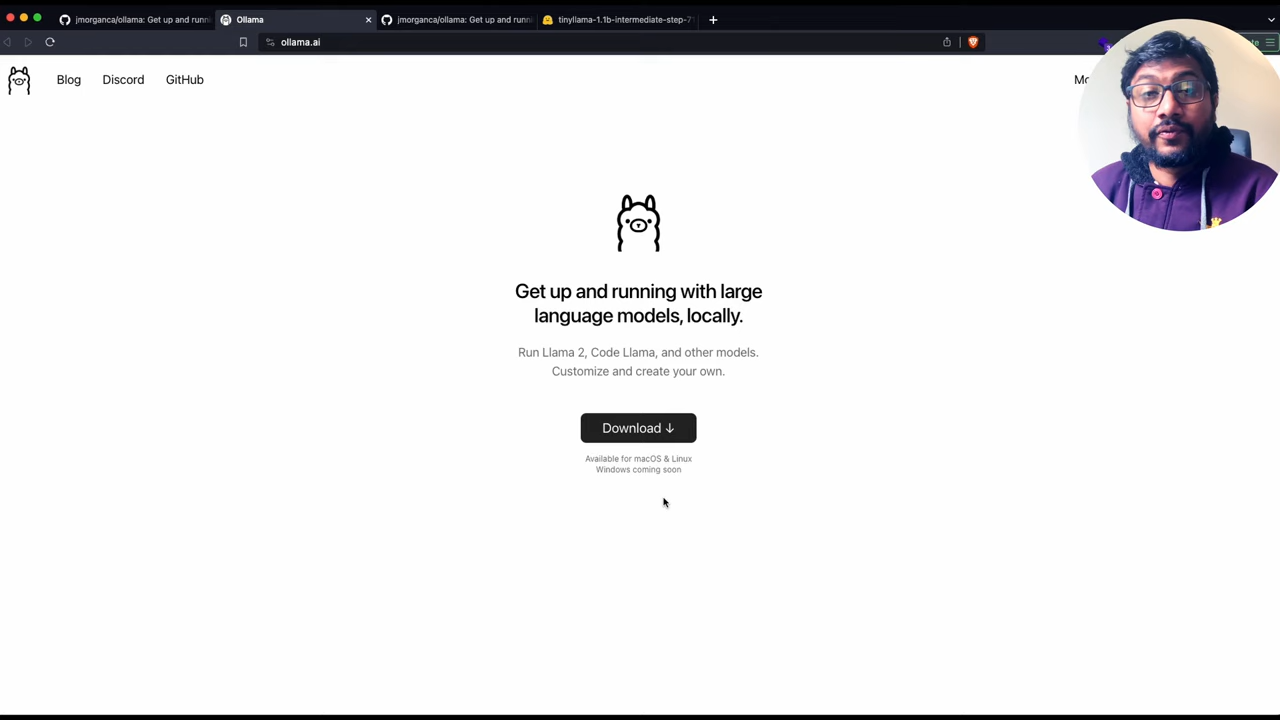 jmorganca/ollama: Get up and runni
Ollama
jmorganca/ollama: Get up and runni
tinyllama-1.1b-intermediate-step-7
ollama.ai
Blog
Discord
GitHub
Get up and running with large
language models, locally.
Run Llama 2, Code Llama, and other models.
Customize and create your own.
Download ↓
Available for macOS & Linux
Windows coming soon